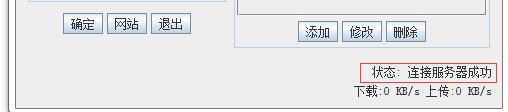 确定 网站 退出
添加 修改 删除
状态: 连接服务器成功
下载:0 KB/s 上传:0 KB/s